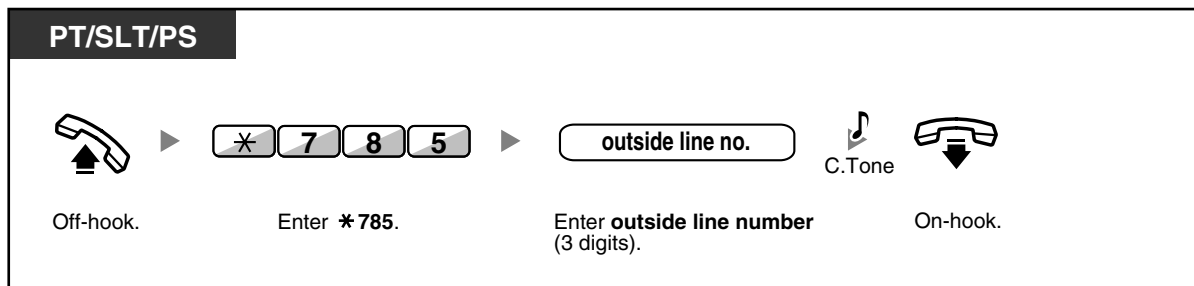 PT/SLT/PS
* 7 8 5
outside line no.
C.Tone
Off-hook.
Enter *785.
Enter outside line number
(3 digits).
On-hook.